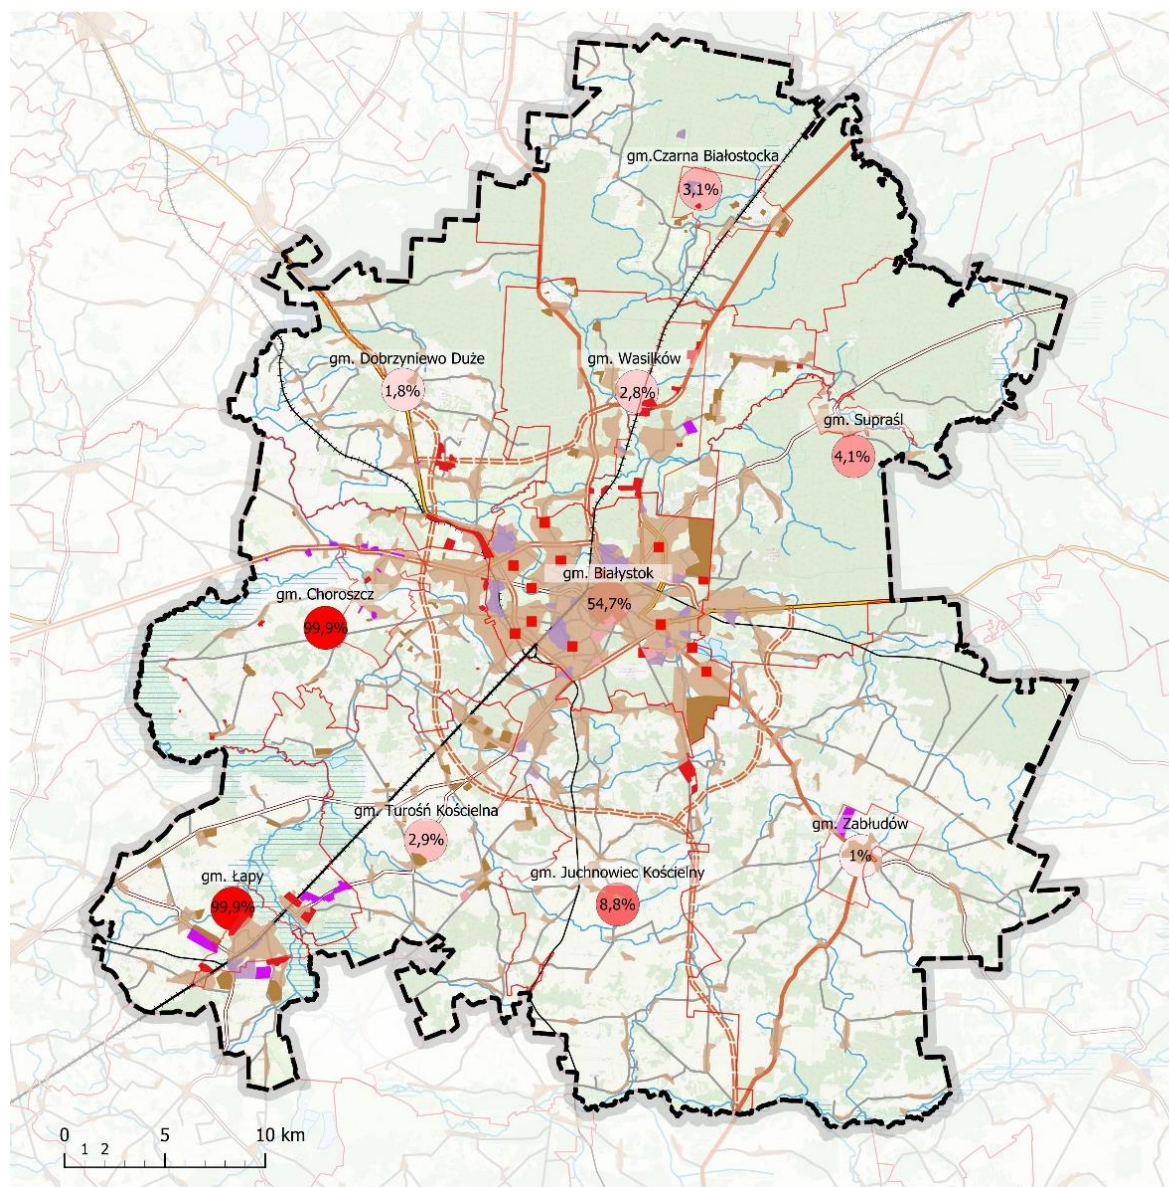 gm.Czarna Białostocka
3,1%
gm. Dobrzyniewo Duże
1,8%
gm. Wasilków
2,8%
gm. Supraśl
4,1%
gm. Białystok
54,7%
gm. Choroszcz
99,9%
gm. Turośń Kościelna
2,9%
gm. Zabłudów
1%
gm. Juchnowiec Kościelny
8,8%
gm. Łapy
99,9%
0 5 10 km
1 2